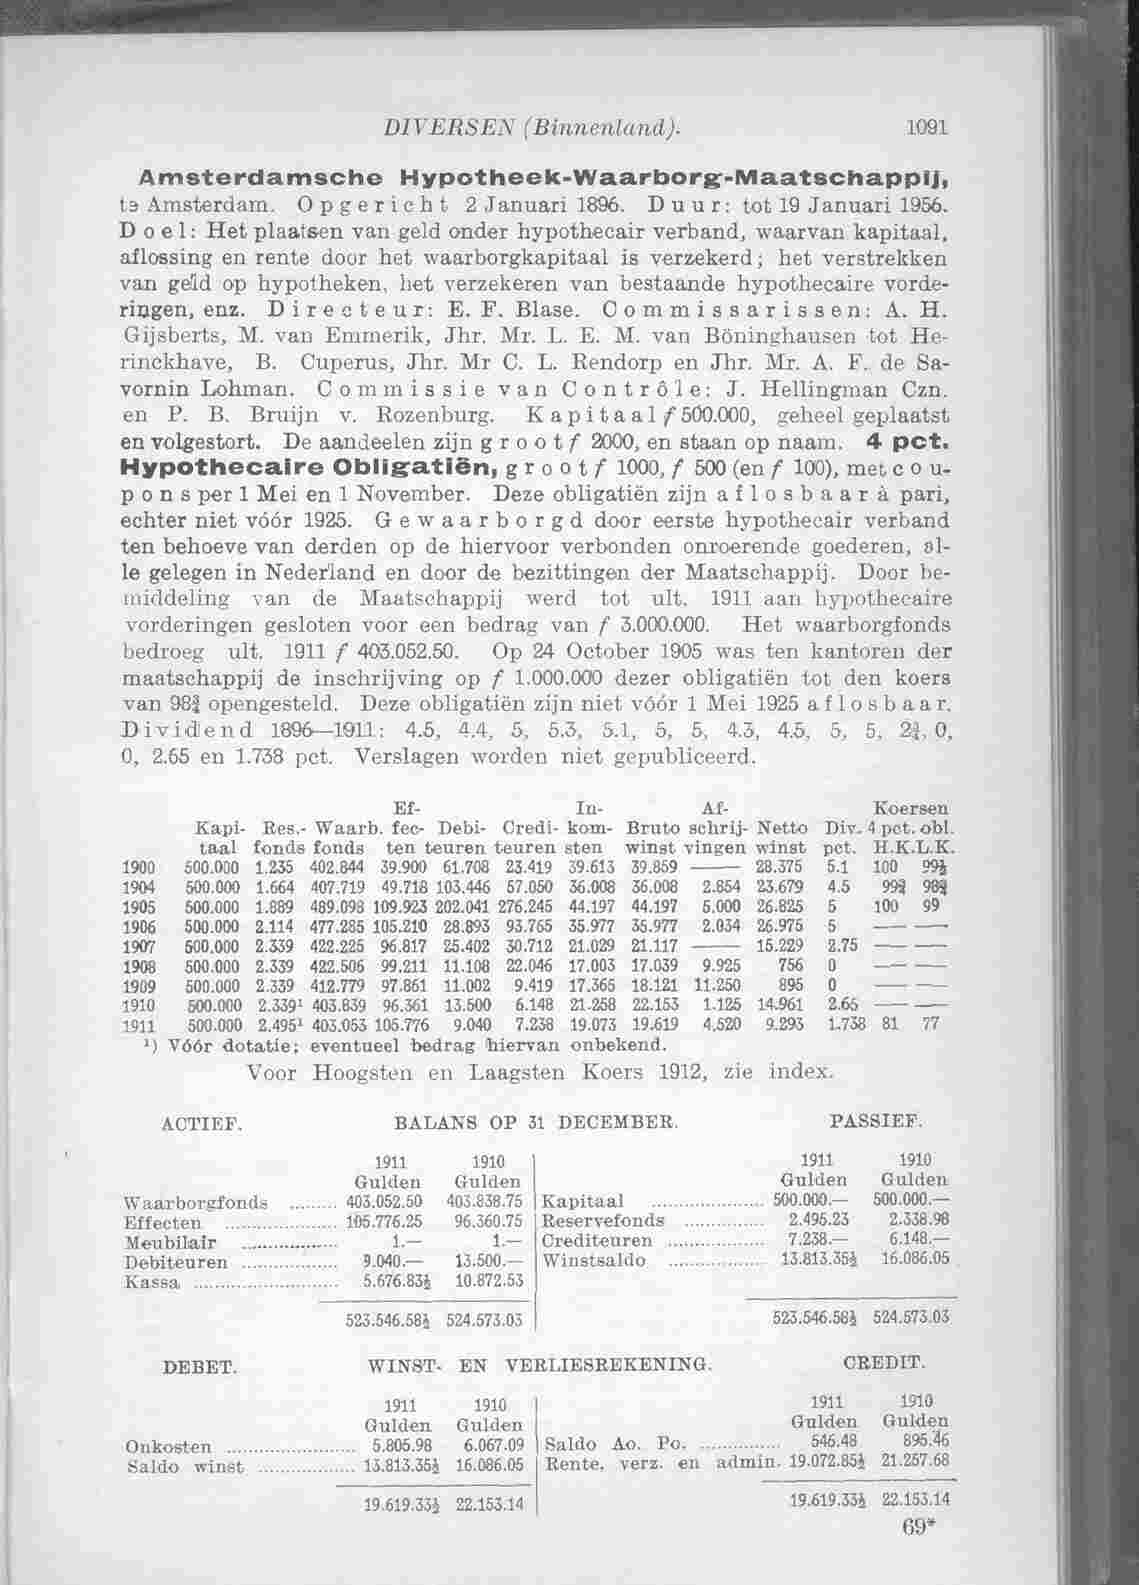 DIVERSEN (Binnenland). 1091
Amsterdamsche Hypotheek-Waarborg-Maatschappij,
te Amsterdam. Opgericht 2 Januari 1896. Duur: tot 19 Januari 1956.
Doel: Het plaatsen van geld onder hypothecair verband, waarvan kapitaal,
aflossing en rente door het waarborgkapitaal is verzekerd; het verstrekken
van geld op hypotheken, het verzekeren van bestaande hypothecaire vorde-
ringen, enz. Directeur: E. F. Blase. Commissarissen: A. H.
Gijsberts, M. van Emmerik, Jhr. Mr. L. E. M. van Böninghausen tot He-
rinckhave, B. Cuperus, Jhr. Mr C. L. Rendorp en Jhr. Mr. A. F. de Sa-
vornin Lohman. Commissie van Contrôle: J. Hellingman Czn.
en P. B. Bruijn v. Rozenburg. Kapitaal f 500.000, geheel geplaatst
en volgestort. De aandeelen zijn groot f 2000, en staan op naam. 4 pct.
Hypothecaire Obligatiën, groot f 1000, f 500 (en f 100), met cou-
pons per 1 Mei en 1 November. Deze obligatiën zijn aflosbaar à pari,
echter niet vóór 1925. Gewaarborgd door eerste hypothecair verband
ten behoeve van derden op de hiervoor verbonden onroerende goederen, al-
le gelegen in Nederland en door de bezittingen der Maatschappij. Door be-
middeling van de Maatschappij werd tot ult. 1911 aan hypothecaire
vorderingen gesloten voor een bedrag van f 3.000.000. Het waarborgfonds
bedroeg ult. 1911 f 403.052.50. Op 24 October 1905 was ten kantoren der
maatschappij de inschrijving op f 1.000.000 dezer obligatiën tot den koers
van 98¾ opengesteld. Deze obligatiën zijn niet vóór 1 Mei 1925 aflosbaar.
Dividend 1896—1911: 4.5, 4.4, 5, 5.3, 5.1, 5, 5, 4.3, 4.5, 5, 5, 2¾, 0,
0, 2.65 en 1.738 pct. Verslagen worden niet gepubliceerd.
Ef- In- Af- Koersen
Kapi- Res.- Waarb. fec- Debi- Credi- kom- Bruto schrij- Netto Div. 4 pct. obl.
taal fonds fonds ten teuren teuren sten winst vingen winst pct. H.K. L.K.
1900 500.000 1.235 402.844 39.900 61.708 23.419 39.613 39.859 —— 28.375 5.1 100 99½
1904 500.000 1.664 407.719 49.718 103.446 57.050 36.008 36.008 2.854 23.679 4.5 99¾ 98¾
1905 500.000 1.889 489.098 109.923 202.041 276.245 44.197 44.197 5.000 26.825 5 100 99
1906 500.000 2.114 477.285 105.210 28.893 93.765 35.977 35.977 2.034 26.975 5 — —
1907 500.000 2.339 422.225 96.817 25.402 30.712 21.029 21.117 —— 15.229 2.75 — —
1908 500.000 2.339 422.506 99.211 11.108 22.046 17.003 17.039 9.925 756 0 — —
1909 500.000 2.339 412.779 97.861 11.002 9.419 17.365 18.121 11.250 895 0 — —
1910 500.000 2.339¹ 403.839 96.361 13.500 6.148 21.258 22.153 1.125 14.961 2.65 — —
1911 500.000 2.495¹ 403.053 105.776 9.040 7.238 19.073 19.619 4.520 9.293 1.738 81 77
¹) Vóór dotatie; eventueel bedrag hiervan onbekend.
Voor Hoogsten en Laagsten Koers 1912, zie index.
ACTIEF. BALANS OP 31 DECEMBER. PASSIEF.
1911 1910 1911 1910
Gulden Gulden Gulden Gulden
Waarborgfonds ......... 403.052.50 403.838.75 Kapitaal ........ 500.000.— 500.000.—
Effecten ......... 105.776.25 96.360.75 Reservefonds ........ 2.495.23 2.338.98
Meubilair ......... 1.— 1.— Crediteuren ........ 7.238.— 6.148.—
Debiteuren ......... 9.040.— 13.500.— Winstsaldo ........ 13.813.35½ 16.086.05
Kassa ......... 5.676.83½ 10.872.53
523.546.58½ 524.573.03 523.546.58½ 524.573.03
DEBET. WINST- EN VERLIESREKENING. CREDIT.
1911 1910 1911 1910
Gulden Gulden Gulden Gulden
Onkosten ......... 5.805.98 6.067.09 Saldo Ao. Po. ......... 546.48 895.46
Saldo winst ......... 13.813.35½ 16.086.05 Rente, verz. en admin. 19.072.85½ 21.257.68
19.619.33½ 22.153.14 19.619.33½ 22.153.14
69*